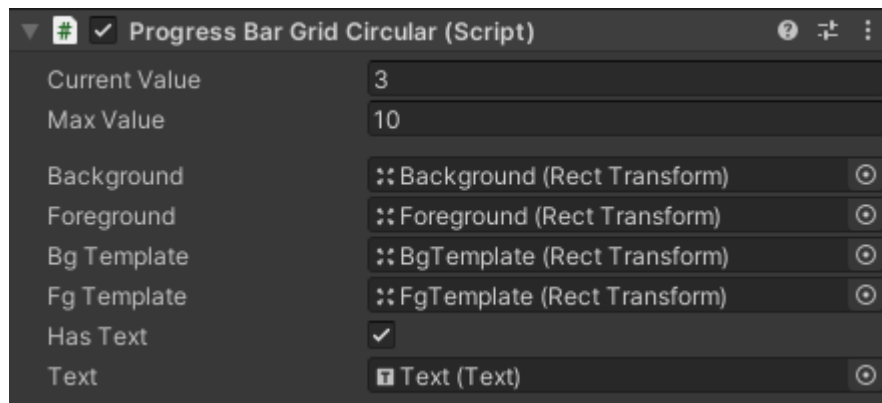 # Progress Bar Grid Circular (Script)
Current Value 3
Max Value 10
Background Background (Rect Transform)
Foreground Foreground (Rect Transform)
Bg Template BgTemplate (Rect Transform)
Fg Template FgTemplate (Rect Transform)
Has Text
Text T Text (Text)